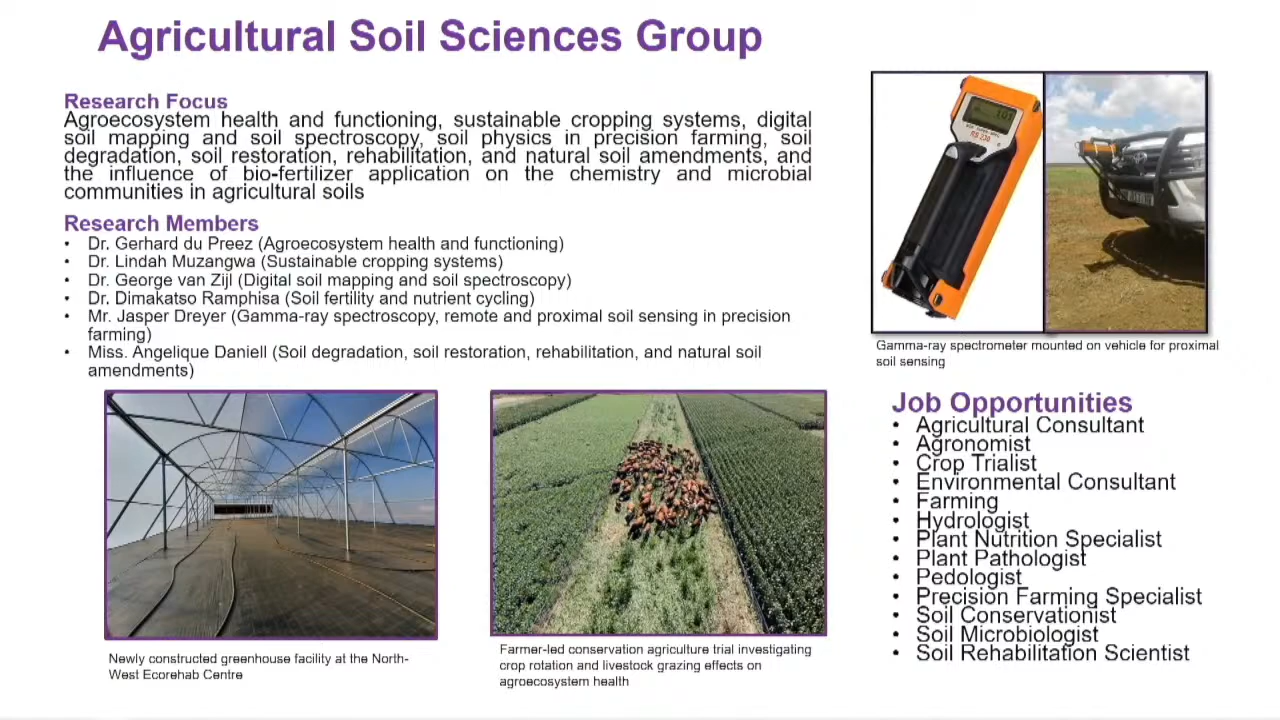 Agricultural Soil Sciences Group
Research Focus
Agroecosystem health and functioning, sustainable cropping systems, digital
soil mapping and soil spectroscopy, soil physics in precision farming, soil
degradation, soil restoration, rehabilitation, and natural soil amendments, and
the influence of bio-fertilizer application on the chemistry and microbial
communities in agricultural soils
Research Members
• Dr. Gerhard du Preez (Agroecosystem health and functioning)
• Dr. Lindah Muzangwa (Sustainable cropping systems)
• Dr. George van Zijl (Digital soil mapping and soil spectroscopy)
• Dr. Dimakatso Ramphisa (Soil fertility and nutrient cycling)
• Mr. Jasper Dreyer (Gamma-ray spectroscopy, remote and proximal soil sensing in precision
farming)
• Miss. Angelique Daniell (Soil degradation, soil restoration, rehabilitation, and natural soil
amendments)
Newly constructed greenhouse facility at the North-
West Ecorehab Centre
Farmer-led conservation agriculture trial investigating
crop rotation and livestock grazing effects on
agroecosystem health
RS 230
Gamma-ray spectrometer mounted on vehicle for proximal
soil sensing
Job Opportunities
• Agricultural Consultant
• Agronomist
• Crop Trialist
• Environmental Consultant
• Farming
• Hydrologist
• Plant Nutrition Specialist
• Plant Pathologist
• Pedologist
• Precision Farming Specialist
• Soil Conservationist
• Soil Microbiologist
• Soil Rehabilitation Scientist